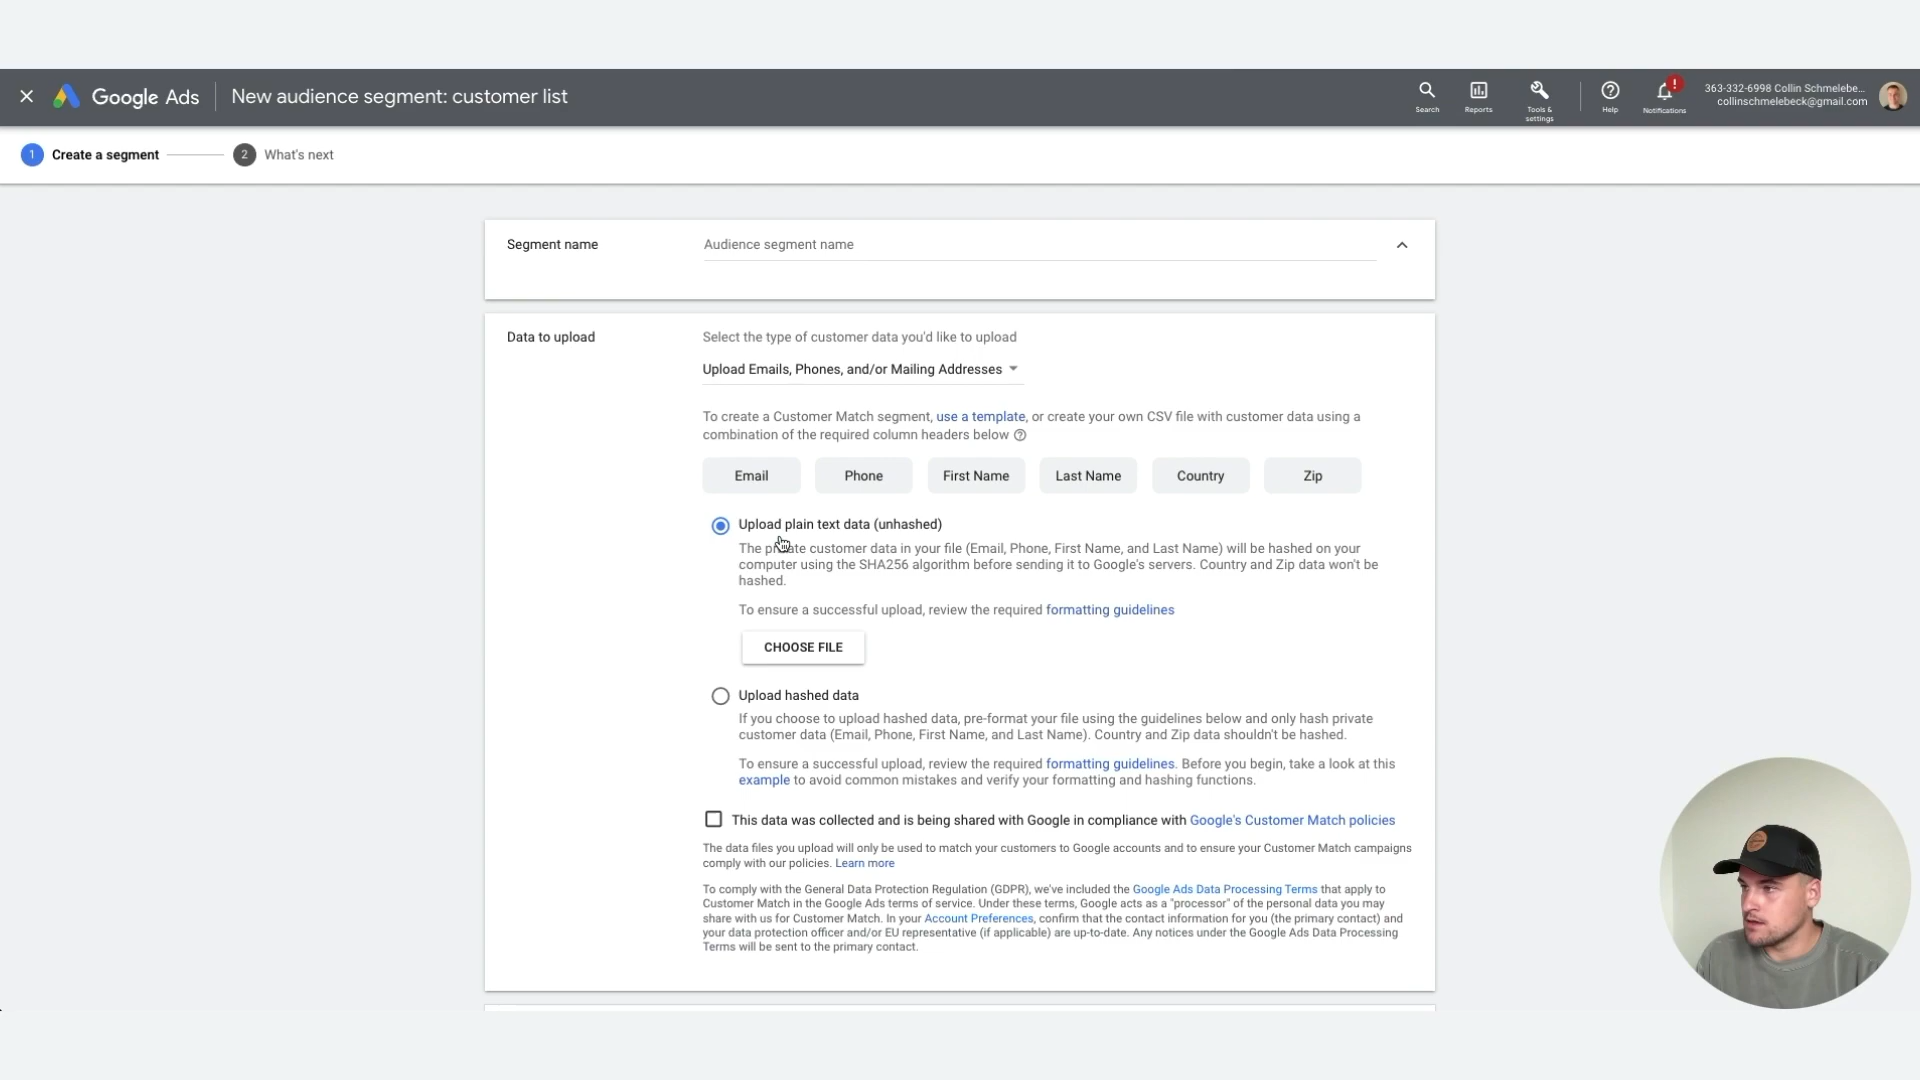 Google Ads
New audience segment: customer list
Search
Reports
Tools &
settings
Help
!
Notifications
363-332-6998 Collin Schmelebe...
collinschmelebeck@gmail.com
1 Create a segment
2 What's next
Segment name
Audience segment name
Data to upload
Select the type of customer data you'd like to upload
Upload Emails, Phones, and/or Mailing Addresses
To create a Customer Match segment, use a template, or create your own CSV file with customer data using a
combination of the required column headers below
Email Phone First Name Last Name Country Zip
Upload plain text data (unhashed)
The private customer data in your file (Email, Phone, First Name, and Last Name) will be hashed on your
computer using the SHA256 algorithm before sending it to Google's servers. Country and Zip data won't be
hashed.
To ensure a successful upload, review the required formatting guidelines
CHOOSE FILE
Upload hashed data
If you choose to upload hashed data, pre-format your file using the guidelines below and only hash private
customer data (Email, Phone, First Name, and Last Name). Country and Zip data shouldn't be hashed.
To ensure a successful upload, review the required formatting guidelines. Before you begin, take a look at this
example to avoid common mistakes and verify your formatting and hashing functions.
This data was collected and is being shared with Google in compliance with Google's Customer Match policies
The data files you upload will only be used to match your customers to Google accounts and to ensure your Customer Match campaigns
comply with our policies. Learn more
To comply with the General Data Protection Regulation (GDPR), we've included the Google Ads Data Processing Terms that apply to
Customer Match in the Google Ads terms of service. Under these terms, Google acts as a "processor" of the personal data you may
share with us for Customer Match. In your Account Preferences, confirm that the contact information for you (the primary contact) and
your data protection officer and/or EU representative (if applicable) are up-to-date. Any notices under the Google Ads Data Processing
Terms will be sent to the primary contact.